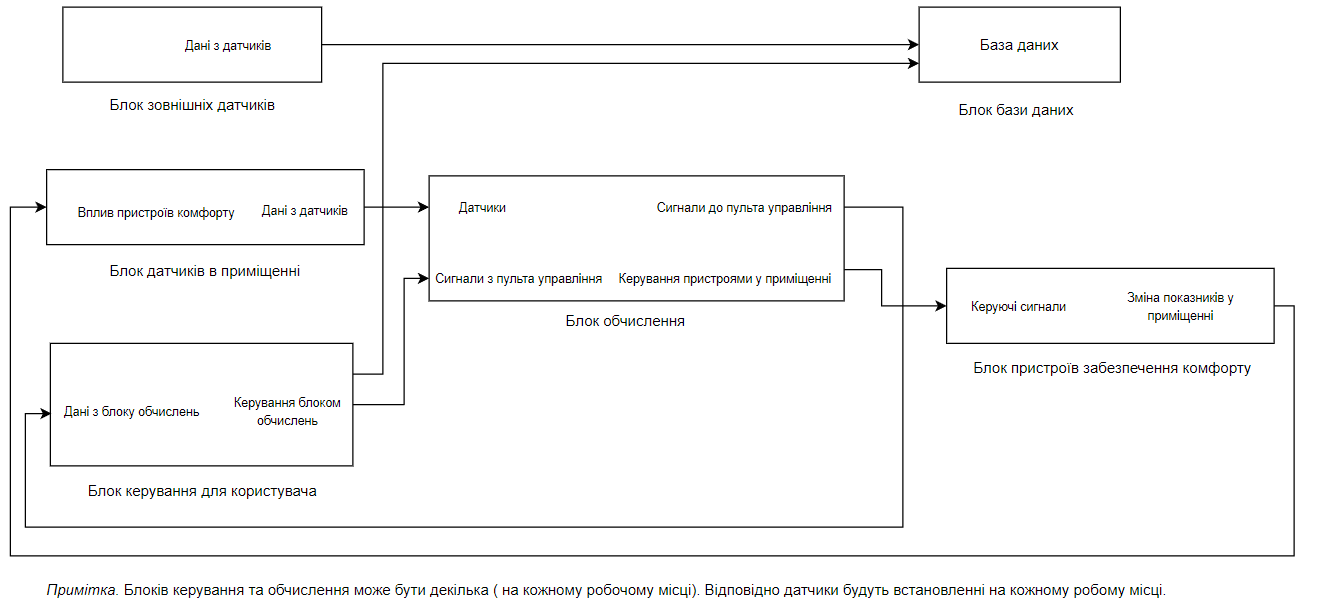 Дані з датчиків
База даних
Блок зовнішніх датчиків
Блок бази даних
Вплив пристроїв комфорту
Дані з датчиків
Блок датчиків в приміщенні
Датчики
Сигнали до пульта управління
Сигнали з пульта управління
Керування пристроями у приміщенні
Блок обчислення
Керуючі сигнали
Зміна показників у
приміщенні
Блок пристроїв забезпечення комфорту
Дані з блоку обчислень
Керування блоком
обчислень
Блок керування для користувача
Примітка. Блоків керування та обчислення може бути декілька ( на кожному робочому місці). Відповідно датчики будуть встановленні на кожному робому місці.